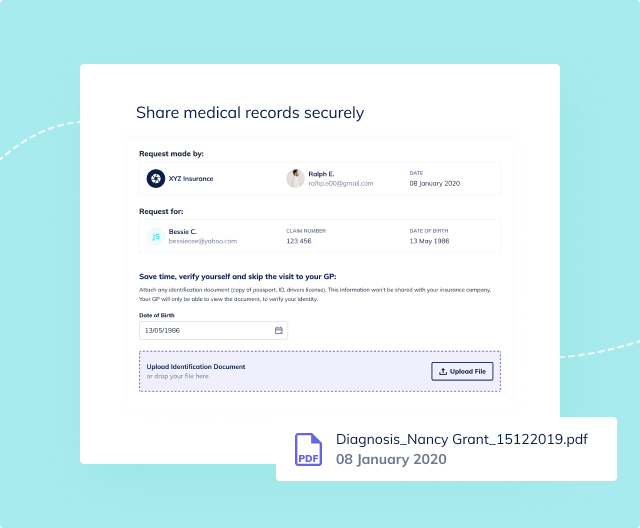 Share medical records securely
Request made by:
XYZ Insurance
Ralph E.
ralhp.e00@gmail.com
DATE
08 January 2020
Request for:
JS
Bessie C.
bessiecee@yahoo.com
CLAIM NUMBER
123 456
DATE OF BIRTH
13 May 1986
Save time, verify yourself and skip the visit to your GP:
Attach any identification document (copy of passport, ID, drivers license). This information won't be shared with your insurance company.
Your GP will only be able to view the document, to verify your identity.
Date of Birth
13/05/1986
Upload Identification Document
or drop your file here
Upload File
PDF
Diagnosis_Nancy Grant_15122019.pdf
08 January 2020